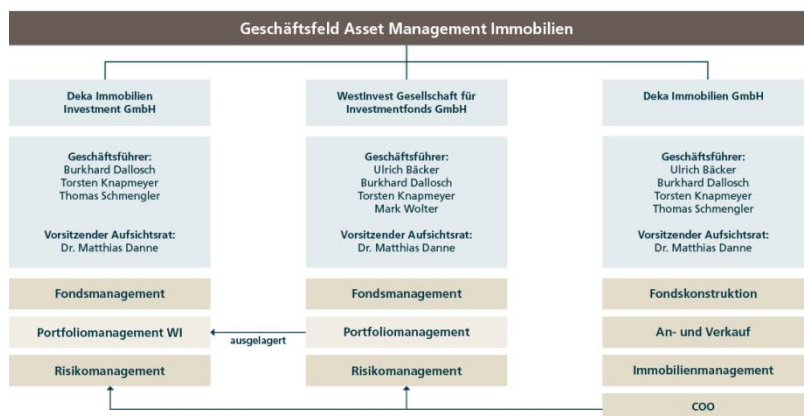 Geschäftsfeld Asset Management Immobilien
Deka Immobilien
Investment GmbH
Geschäftsführer:
Burkhard Dallosch
Torsten Knapmeyer
Thomas Schmengler
Vorsitzender Aufsichtsrat:
Dr. Matthias Danne
Fondsmanagement
Portfoliomanagement WI
Risikomanagement
WestInvest Gesellschaft für
Investmentfonds GmbH
Geschäftsführer:
Ulrich Bäcker
Burkhard Dallosch
Torsten Knapmeyer
Mark Wolter
Vorsitzender Aufsichtsrat:
Dr. Matthias Danne
Fondsmanagement
ausgelagert
Portfoliomanagement
Risikomanagement
Deka Immobilien GmbH
Geschäftsführer:
Ulrich Bäcker
Burkhard Dallosch
Torsten Knapmeyer
Thomas Schmengler
Vorsitzender Aufsichtsrat:
Dr. Matthias Danne
Fondskonstruktion
An- und Verkauf
Immobilienmanagement
COO